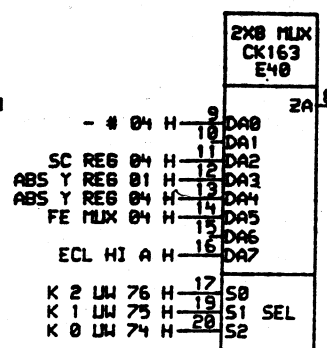 2X8 MUX
CK163
E40
ZA
- # 04 H 9 DA0
10 DA1
SC REG 04 H 11 DA2
ABS Y REG 01 H 12 DA3
ABS Y REG 04 H 13 DA4
FE MUX 04 H 14 DA5
15 DA6
ECL HI A H 16 DA7
K 2 UW 76 H 17 S0
K 1 UW 75 H 19 S1 SEL
K 0 UW 74 H 20 S2